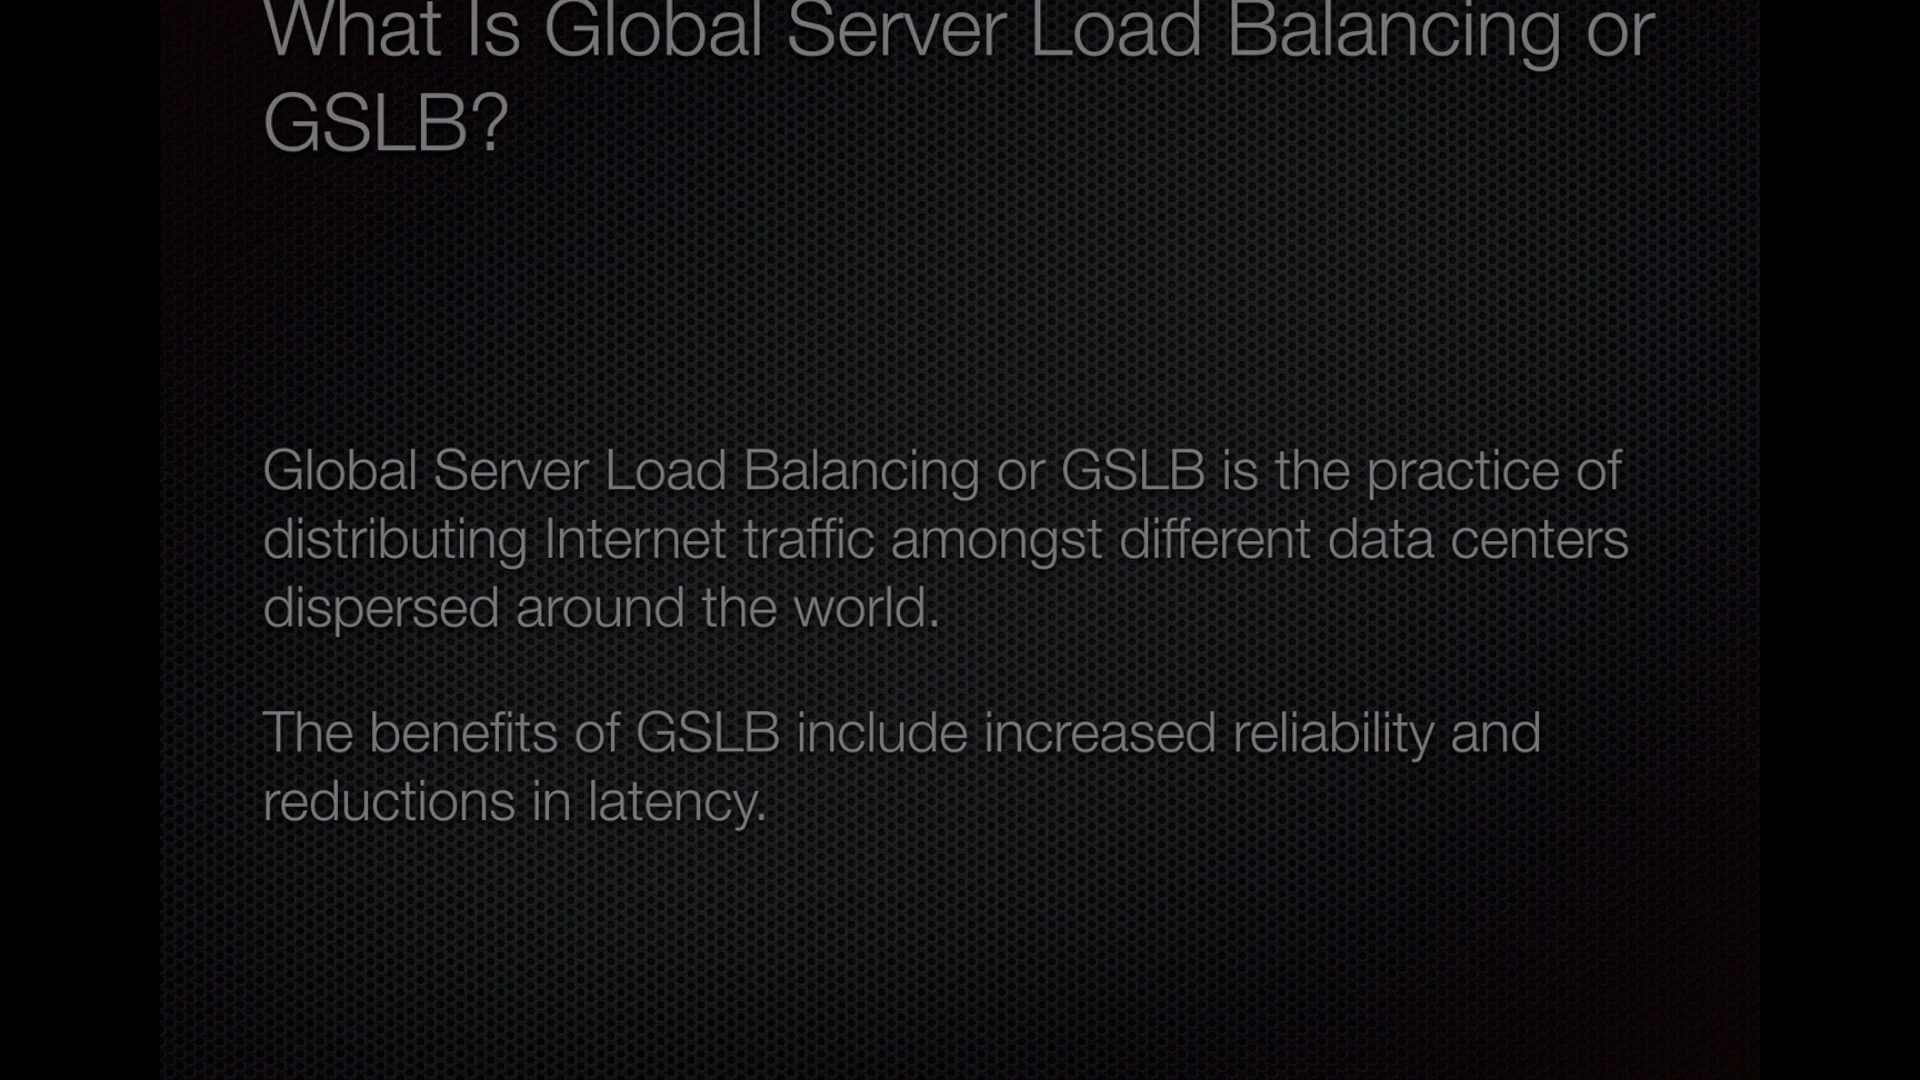 What Is Global Server Load Balancing or
GSLB?
Global Server Load Balancing or GSLB is the practice of
distributing Internet traffic amongst different data centers
dispersed around the world.
The benefits of GSLB include increased reliability and
reductions in latency.